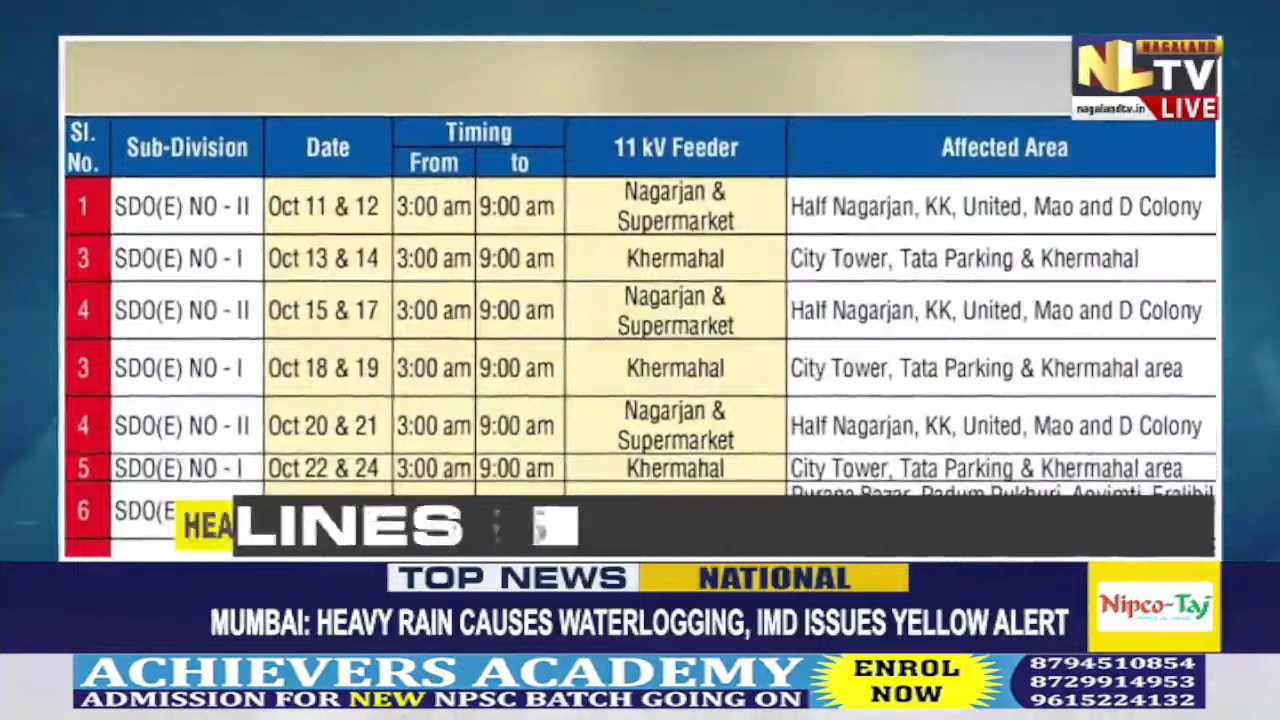 NAGALAND
NLTV
nagalandtv.in LIVE
Sl. No. Sub-Division Date Timing From to 11 kV Feeder Affected Area
1 SDO(E) NO - II Oct 11 & 12 3:00 am 9:00 am Nagarjan & Supermarket Half Nagarjan, KK, United, Mao and D Colony
3 SDO(E) NO - I Oct 13 & 14 3:00 am 9:00 am Khermahal City Tower, Tata Parking & Khermahal
4 SDO(E) NO - II Oct 15 & 17 3:00 am 9:00 am Nagarjan & Supermarket Half Nagarjan, KK, United, Mao and D Colony
3 SDO(E) NO - I Oct 18 & 19 3:00 am 9:00 am Khermahal City Tower, Tata Parking & Khermahal area
4 SDO(E) NO - II Oct 20 & 21 3:00 am 9:00 am Nagarjan & Supermarket Half Nagarjan, KK, United, Mao and D Colony
5 SDO(E) NO - I Oct 22 & 24 3:00 am 9:00 am Khermahal City Tower, Tata Parking & Khermahal area
6 SDO(E
HEA LINES
TOP NEWS NATIONAL
MUMBAI: HEAVY RAIN CAUSES WATERLOGGING, IMD ISSUES YELLOW ALERT
Nipco-Taj
ACHIEVERS ACADEMY
ADMISSION FOR NEW NPSC BATCH GOING ON
ENROL NOW
8794510854
8729914953
9615224132